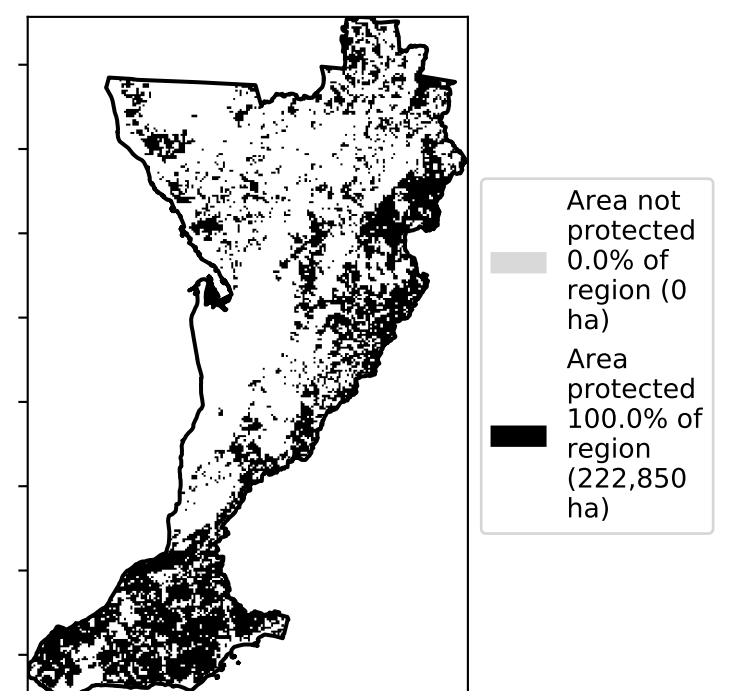 Area not
protected
0.0% of
region (0
ha)
Area
protected
100.0% of
region
(222,850
ha)